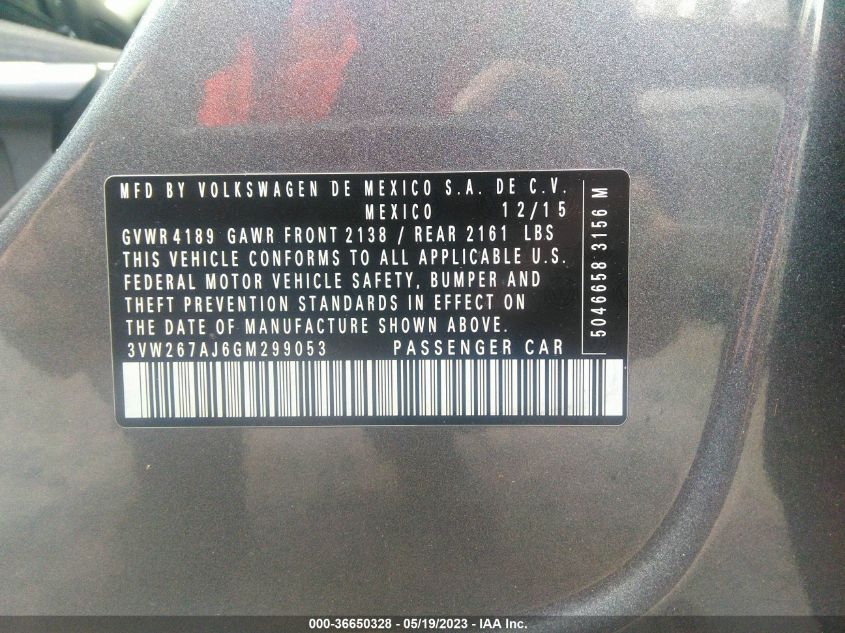 MFD BY VOLKSWAGEN DE MEXICO S.A. DE C.V.
MEXICO 12/15
GVWR 4189 GAWR FRONT 2138 / REAR 2161 LBS
THIS VEHICLE CONFORMS TO ALL APPLICABLE U.S.
FEDERAL MOTOR VEHICLE SAFETY, BUMPER AND
THEFT PREVENTION STANDARDS IN EFFECT ON
THE DATE OF MANUFACTURE SHOWN ABOVE.
3VW267AJ6GM299053 PASSENGER CAR
5046658 3156 M
000-36650328 - 05/19/2023 - IAA Inc.